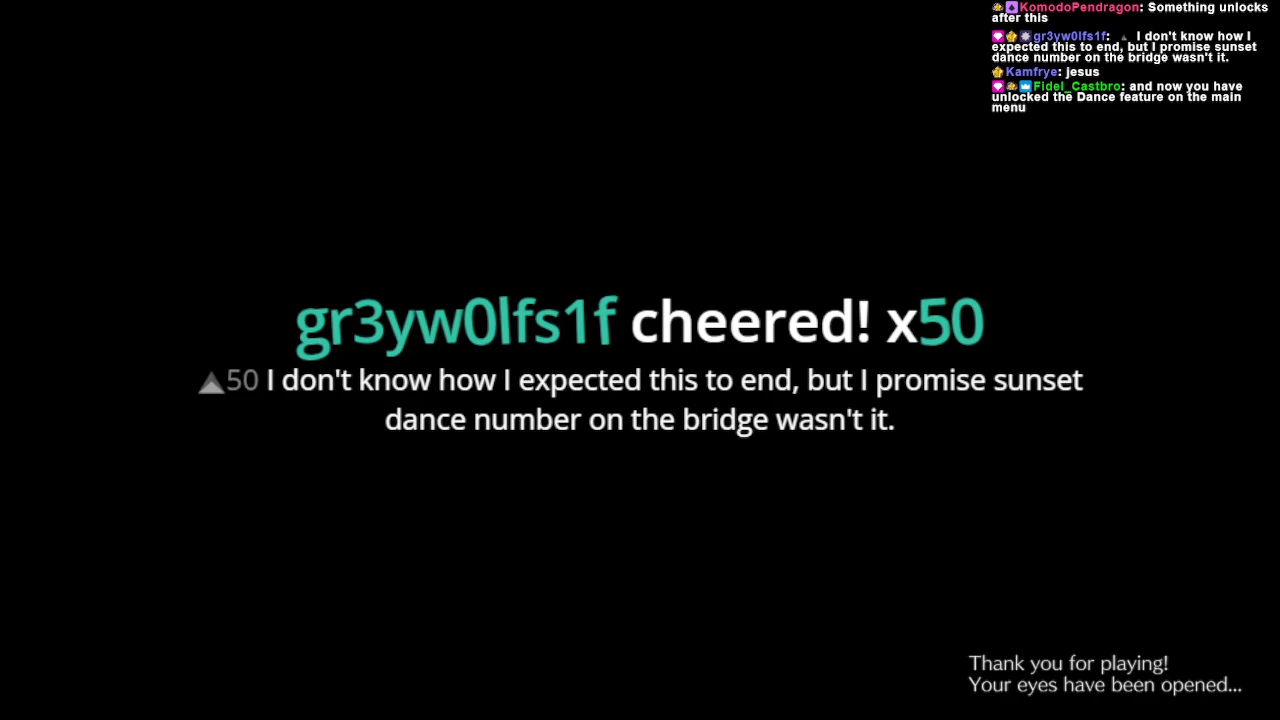 KomodoPendragon: Something unlocks
after this
gr3yw0lfs1f: I don't know how I
expected this to end, but I promise sunset
dance number on the bridge wasn't it.
Kamfrye: jesus
Fidel_Castbro: and now you have
unlocked the Dance feature on the main
menu
gr3yw0lfs1f cheered! x50
50 I don't know how I expected this to end, but I promise sunset
dance number on the bridge wasn't it.
Thank you for playing!
Your eyes have been opened...